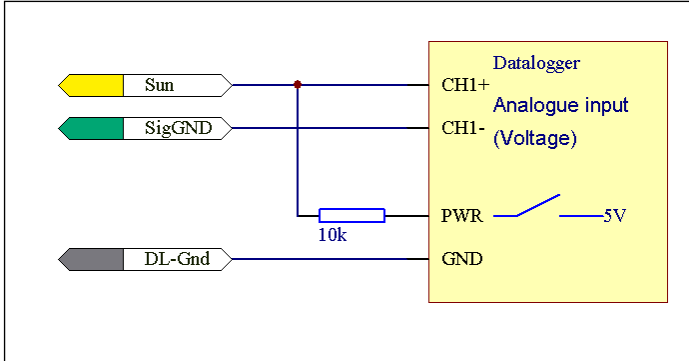 Datalogger
Sun
CH1+
Analogue input
SigGND
CH1-
(Voltage)
PWR
5V
10k
DL-Gnd
GND